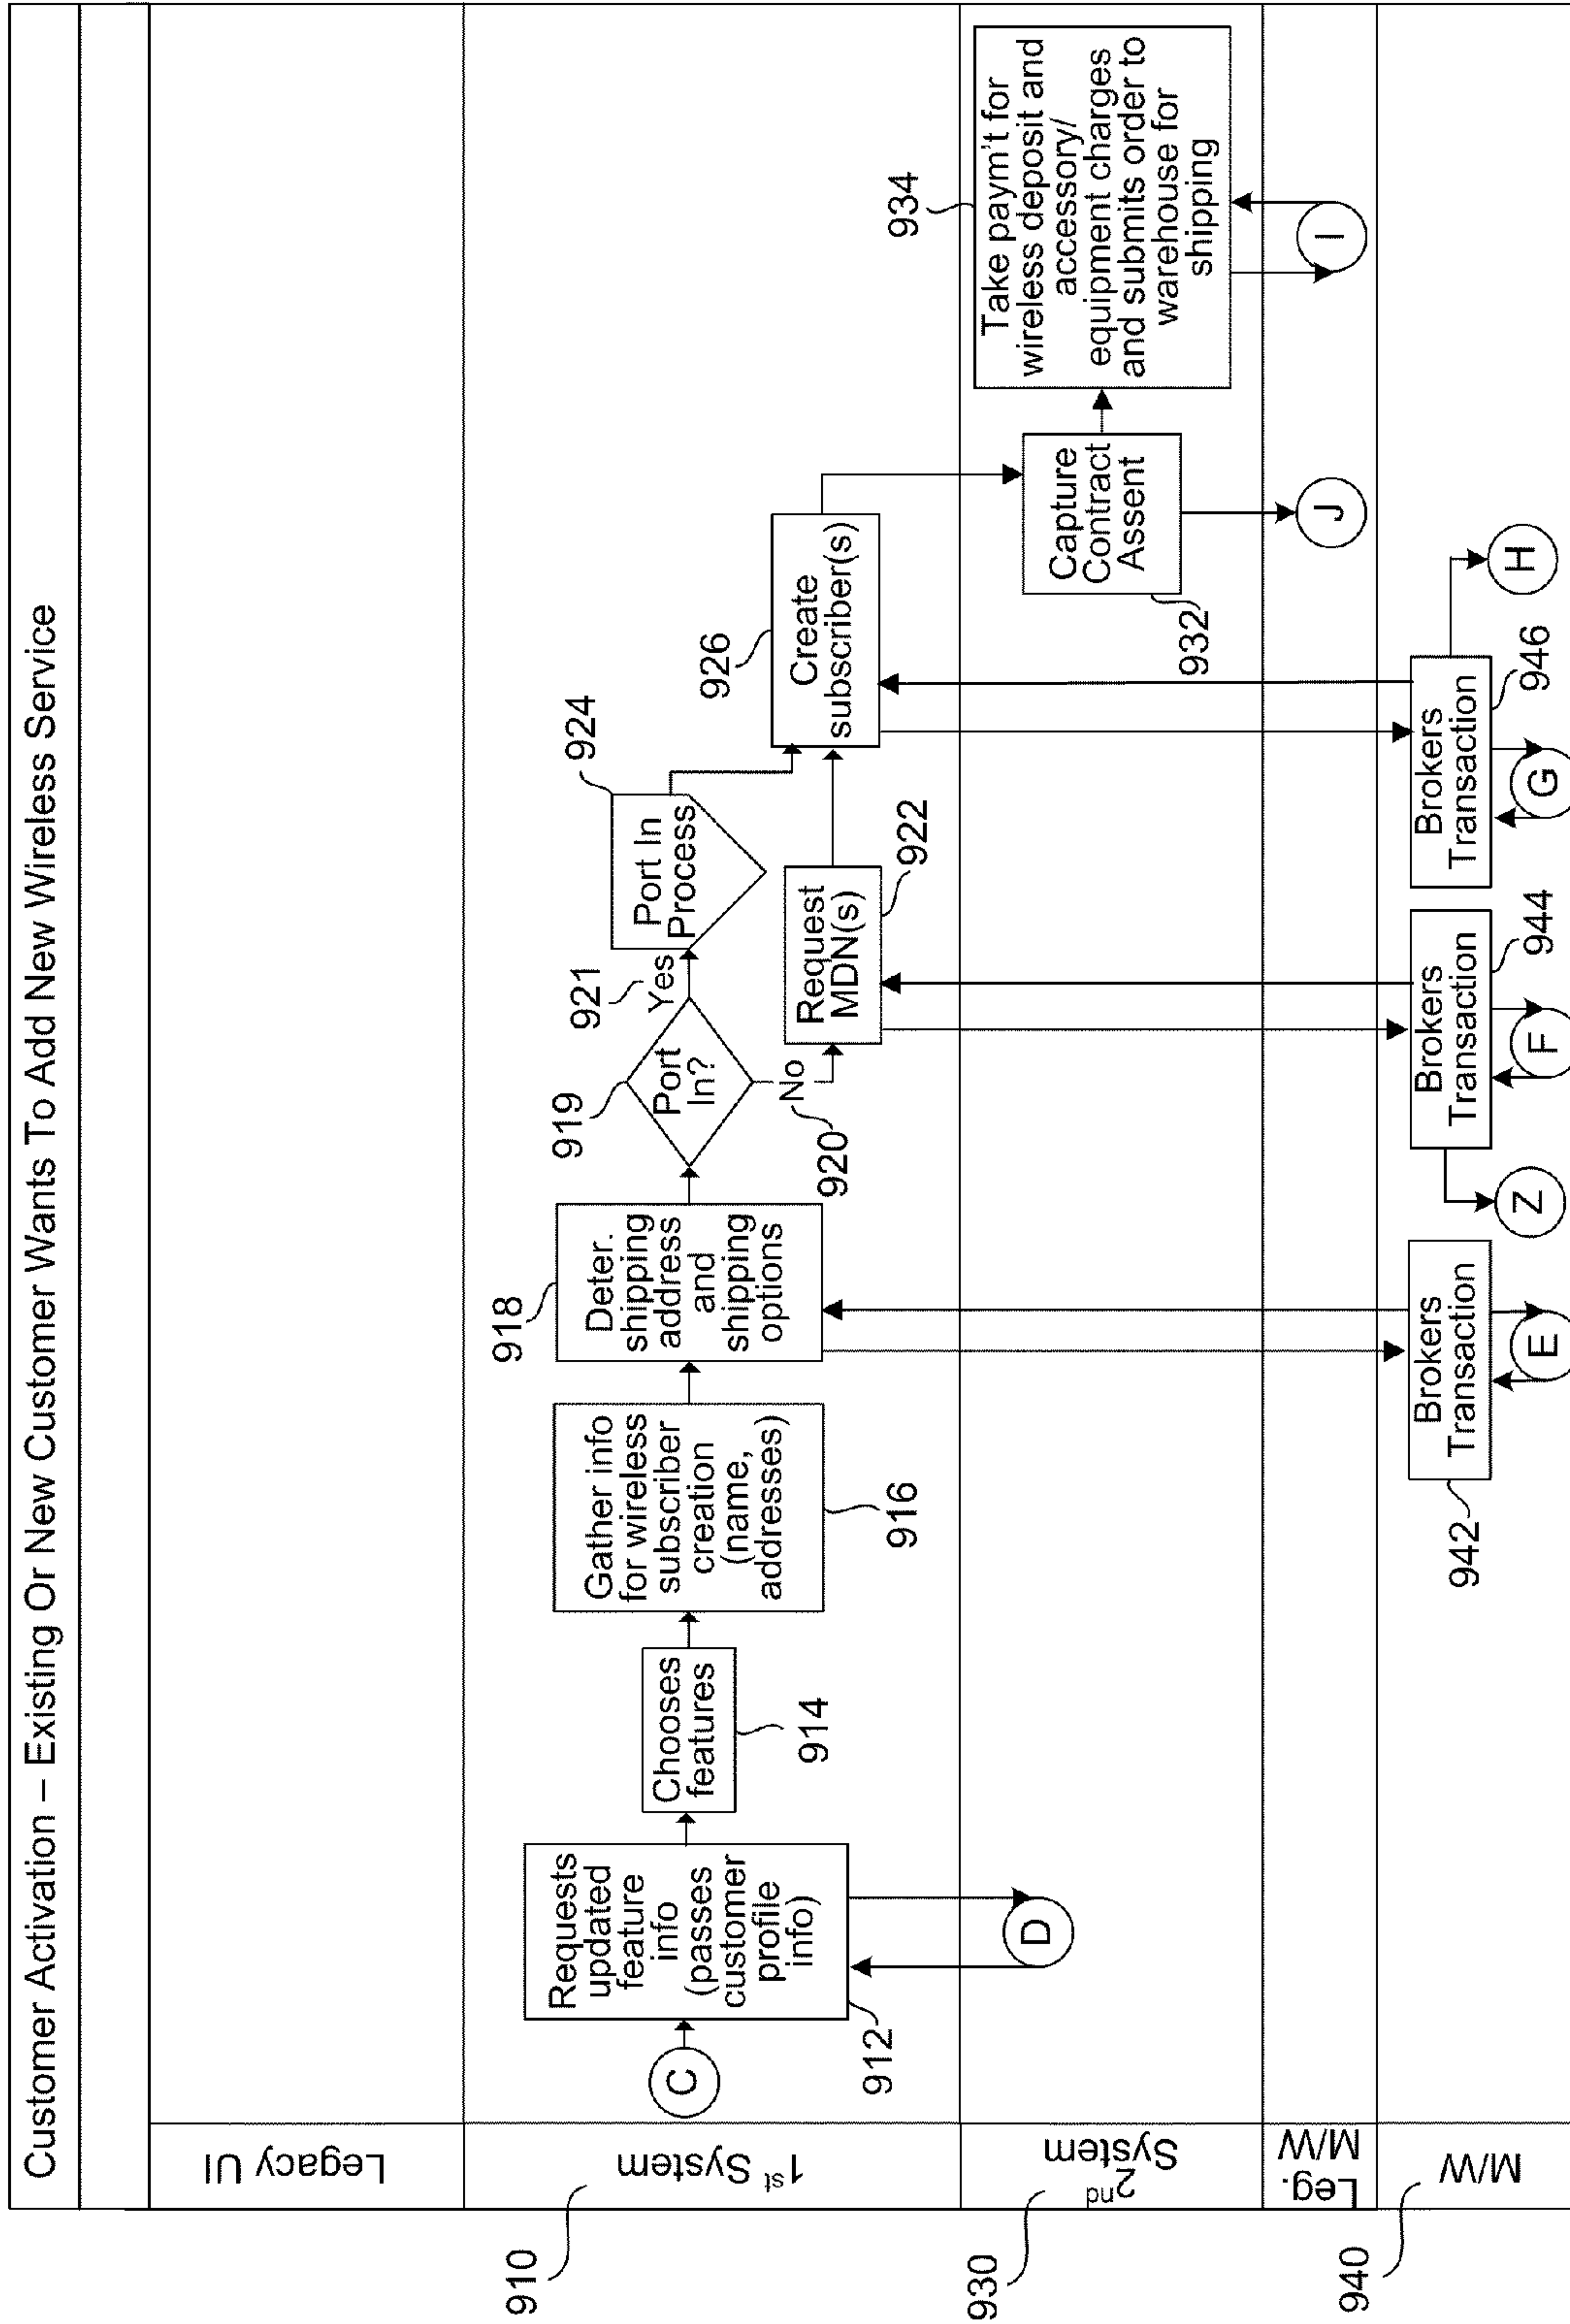 Customer Activation – Existing Or New Customer Wants To Add New Wireless Service
Legacy UI
910
1st System
C
Requests
updated
feature
info
(passes
customer
profile
info)
912
Chooses
features
914
Gather info
for wireless
subscriber
creation
(name,
addresses)
916
918
Deter.
shipping
address
and
shipping
options
919
Port
In?
921
Yes
No
920
924
Port In
Process
Request
MDN(s)
922
926
Create
subscriber(s)
930
2nd
System
D
Capture
Contract
Assent
932
934
Take paym't for
wireless deposit and
accessory/
equipment charges
and submits order to
warehouse for
shipping
Leg.
M/W
J
I
940
M/W
942
Brokers
Transaction
E
Z
Brokers
Transaction
944
F
Brokers
Transaction
946
G
H